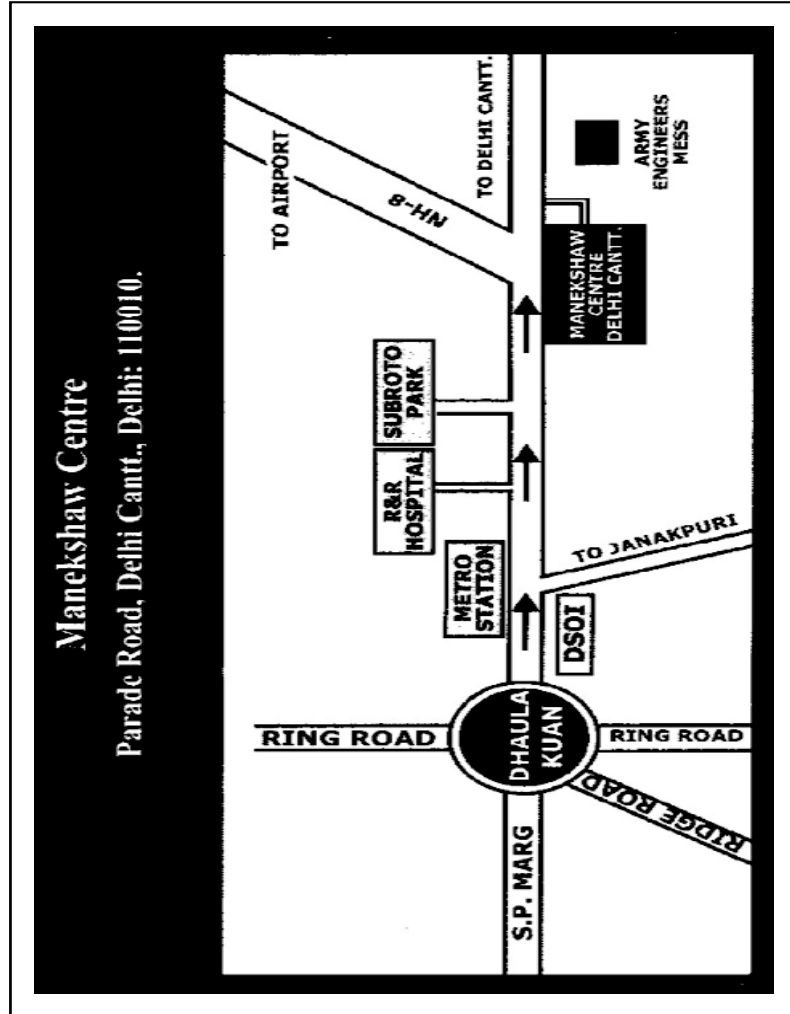 Manekshaw Centre
Parade Road, Delhi Cantt., Delhi: 110010.
TO AIRPORT
NH-8
TO DELHI CANTT.
ARMY
ENGINEERS
MESS
MANEKSHAW
CENTRE
DELHI CANTT.
SUBROTO
PARK
R&R
HOSPITAL
METRO
STATION
TO JANAKPURI
DSOI
RING ROAD
DHAULA
KUAN
RING ROAD
RIDGE ROAD
S.P. MARG